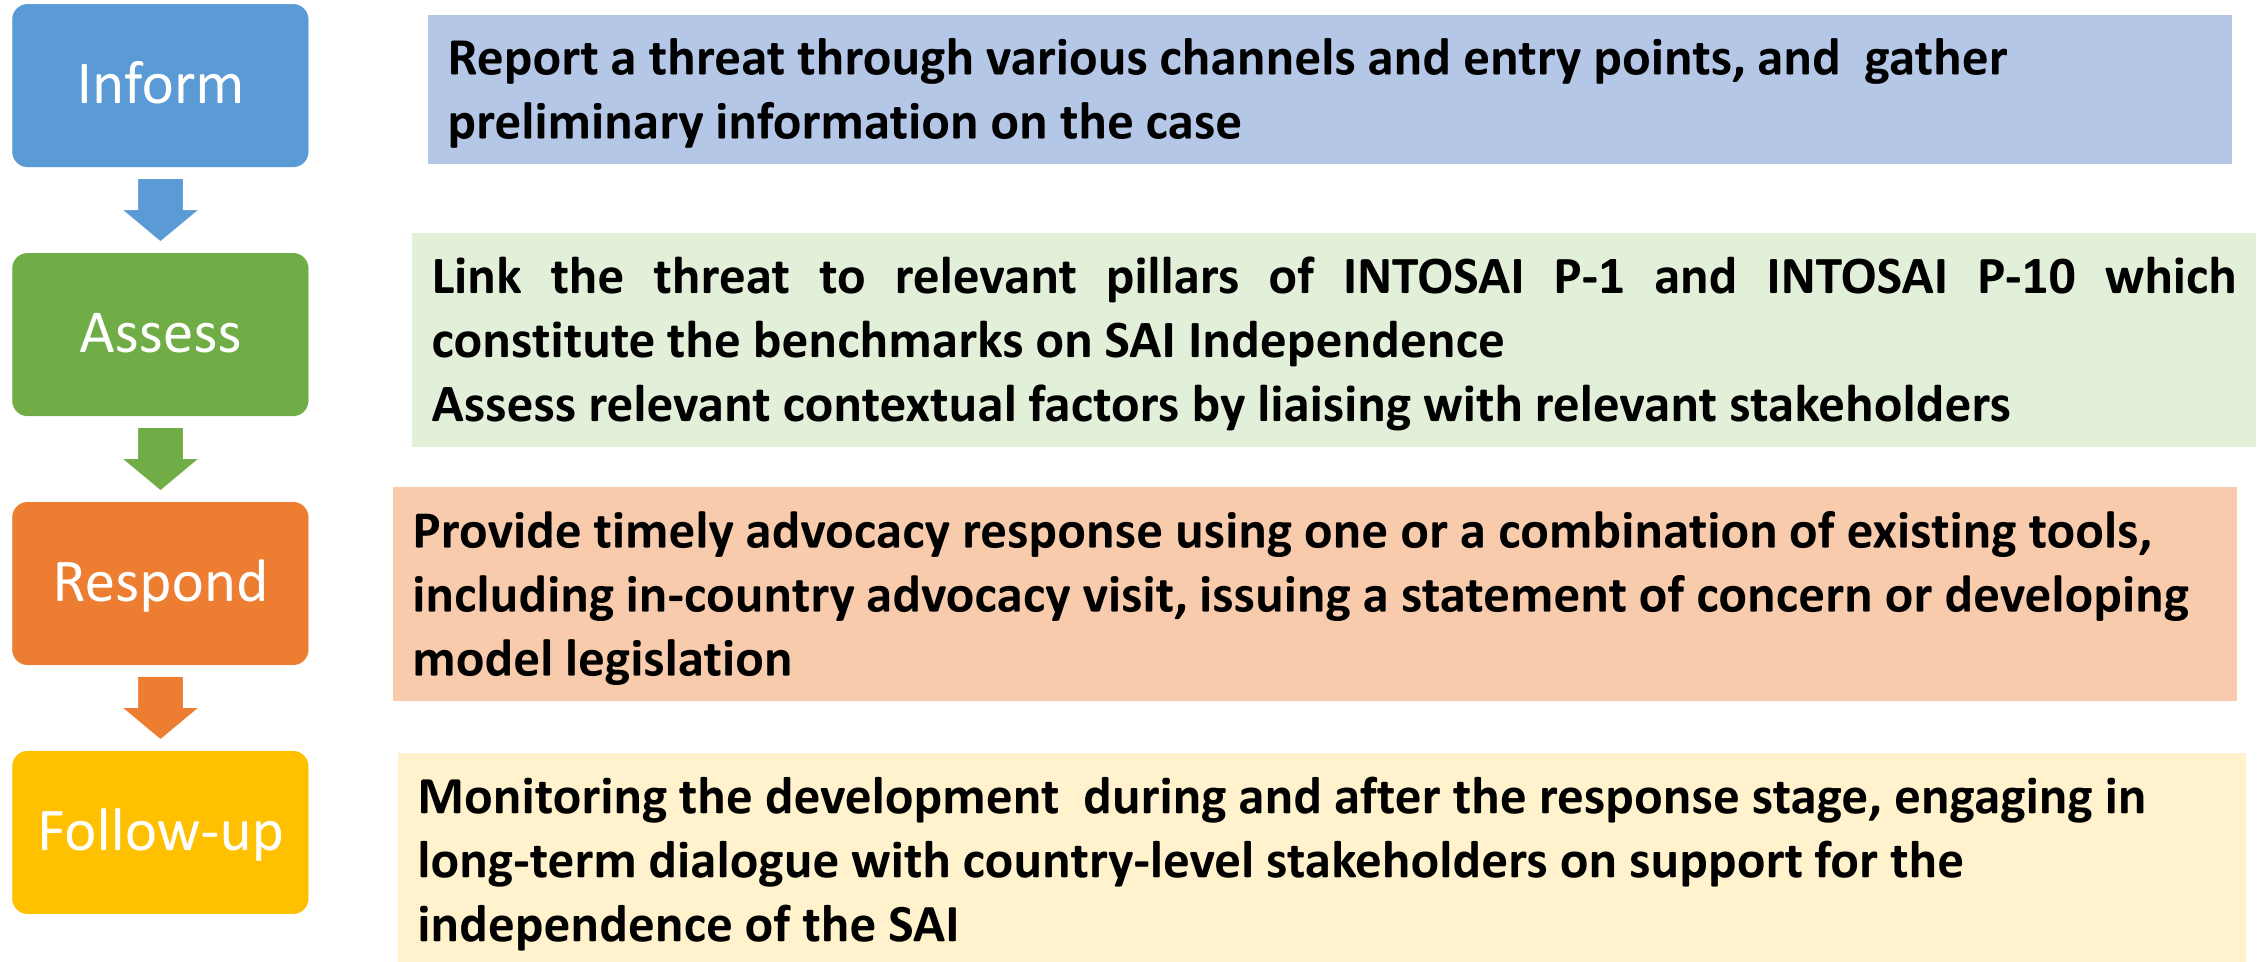 Inform
Report a threat through various channels and entry points, and  gather
preliminary information on the case
Assess
Link the threat to relevant pillars of INTOSAI P-1 and INTOSAI P-10 which
constitute the benchmarks on SAI Independence
Assess relevant contextual factors by liaising with relevant stakeholders
Respond
Provide timely advocacy response using one or a combination of existing tools,
including in-country advocacy visit, issuing a statement of concern or developing
model legislation
Follow-up
Monitoring the development  during and after the response stage, engaging in
long-term dialogue with country-level stakeholders on support for the
independence of the SAI